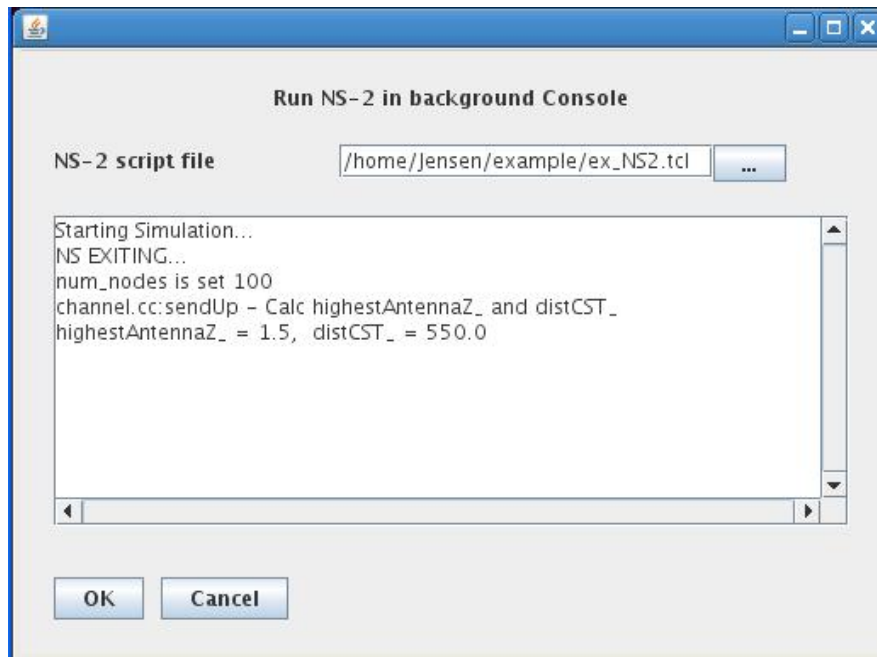 Run NS-2 in background Console
NS-2 script file /home/Jensen/example/ex_NS2.tcl ...
Starting Simulation...
NS EXITING...
num_nodes is set 100
channel.cc:sendUp - Calc highestAntennaZ_ and distCST_
highestAntennaZ_ = 1.5, distCST_ = 550.0
OK Cancel